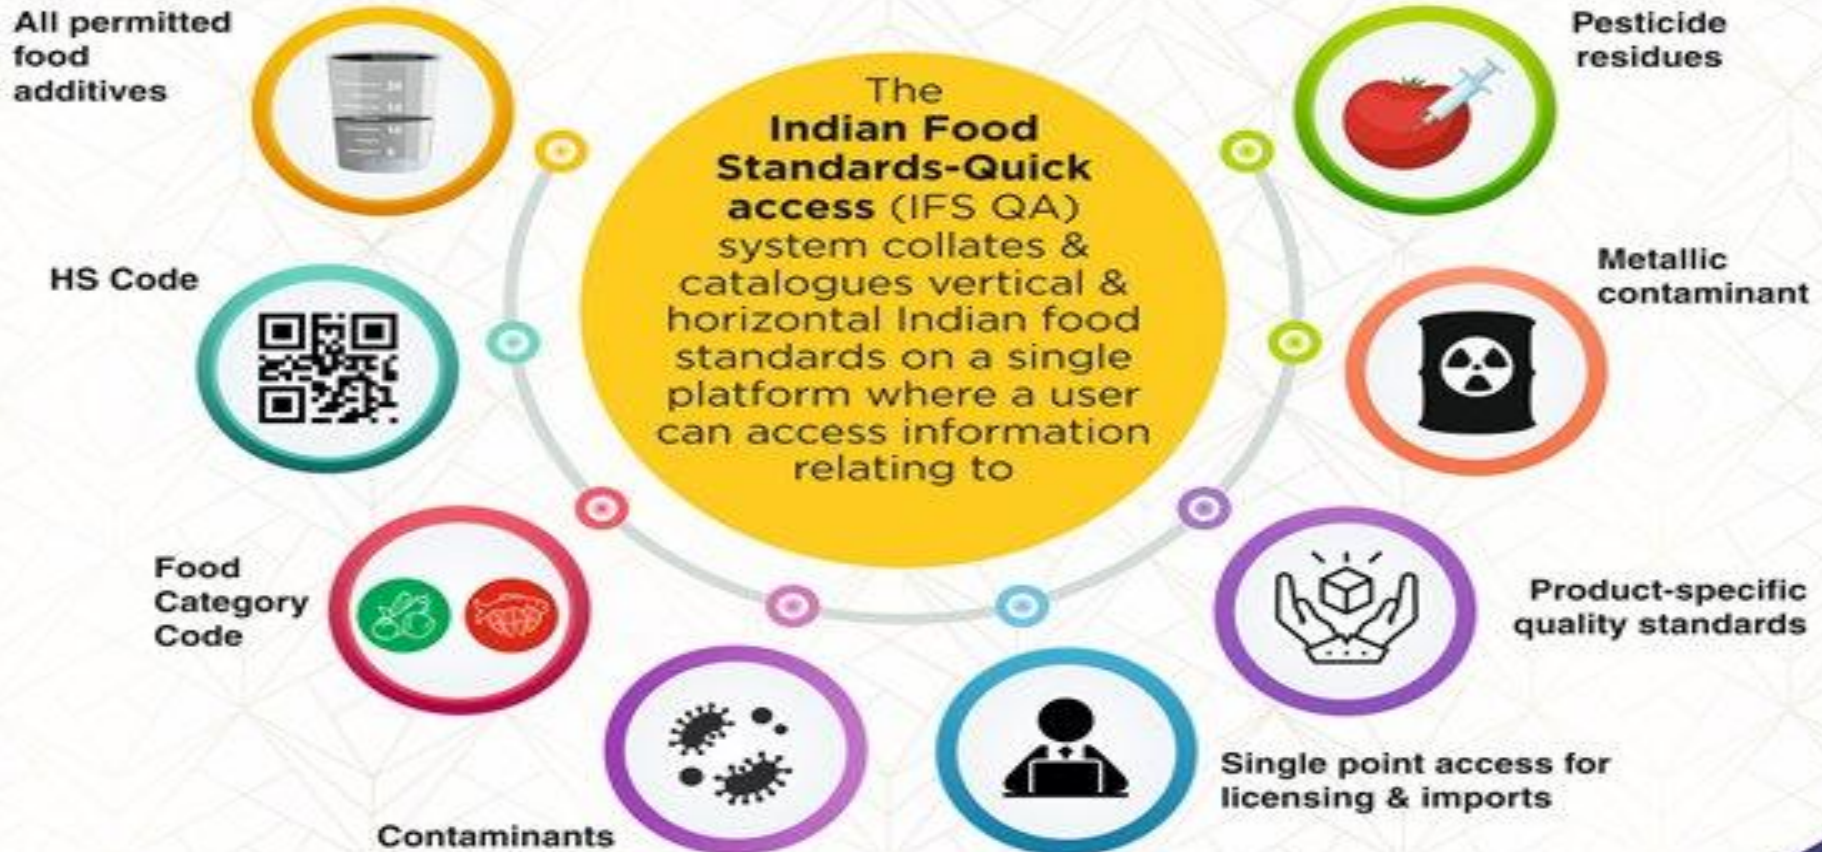 All permitted
food
additives
HS Code
Food
Category
Code
Contaminants
The
Indian Food
Standards-Quick
access (IFS QA)
system collates &
catalogues vertical &
horizontal Indian food
standards on a single
platform where a user
can access information
relating to
Pesticide
residues
Metallic
contaminant
Product-specific
quality standards
Single point access for
licensing & imports